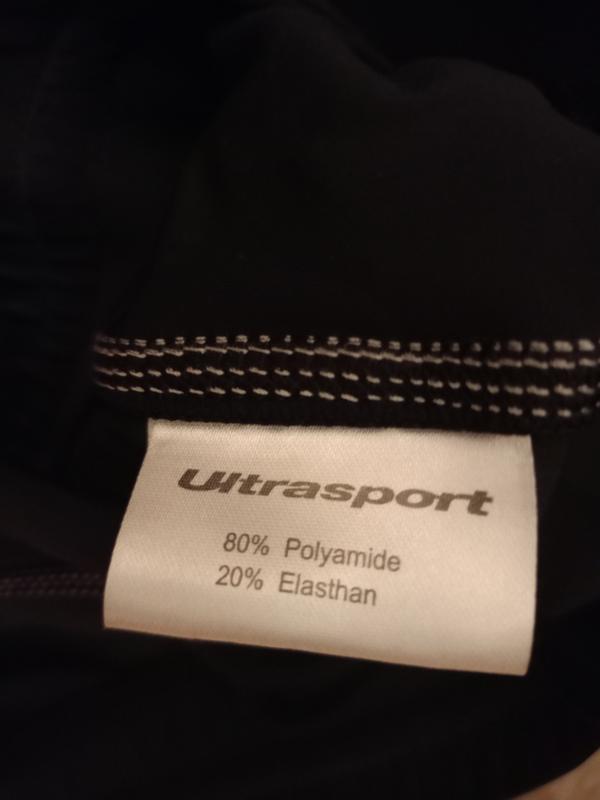 Ultrasport
80% Polyamide
20% Elasthan